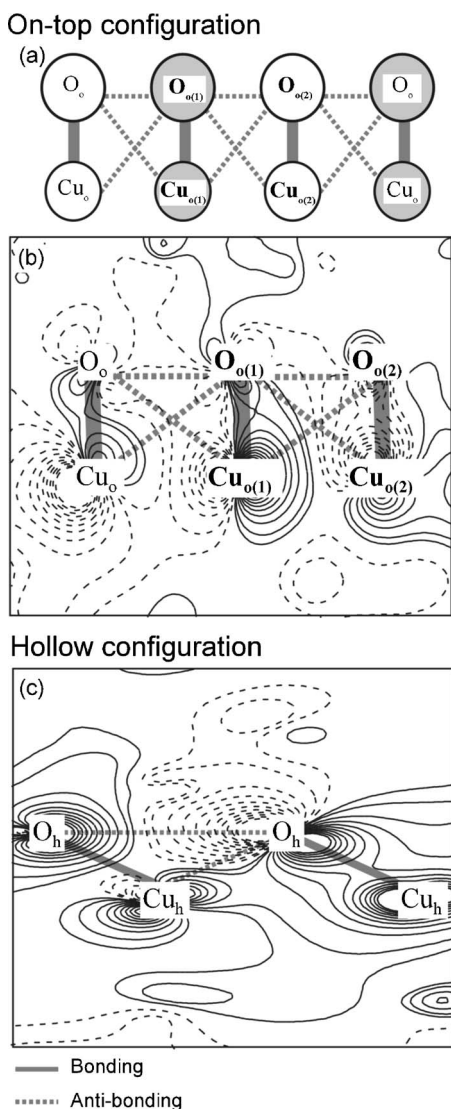 On-top configuration
(a)
Oₒ Oₒ(1) Oₒ(2) Oₒ
Cuₒ Cuₒ(1) Cuₒ(2) Cuₒ
(b)
Oₒ Oₒ(1) Oₒ(2)
Cuₒ Cuₒ(1) Cuₒ(2)
Hollow configuration
(c)
Oₕ Oₕ
Cuₕ Cuₕ
Bonding
Anti-bonding